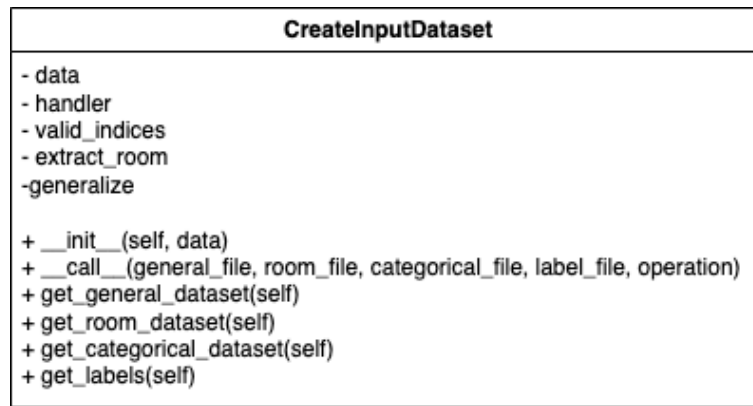 CreateInputDataset
- data
- handler
- valid_indices
- extract_room
-generalize
+ __init__(self, data)
+ __call__(general_file, room_file, categorical_file, label_file, operation)
+ get_general_dataset(self)
+ get_room_dataset(self)
+ get_categorical_dataset(self)
+ get_labels(self)